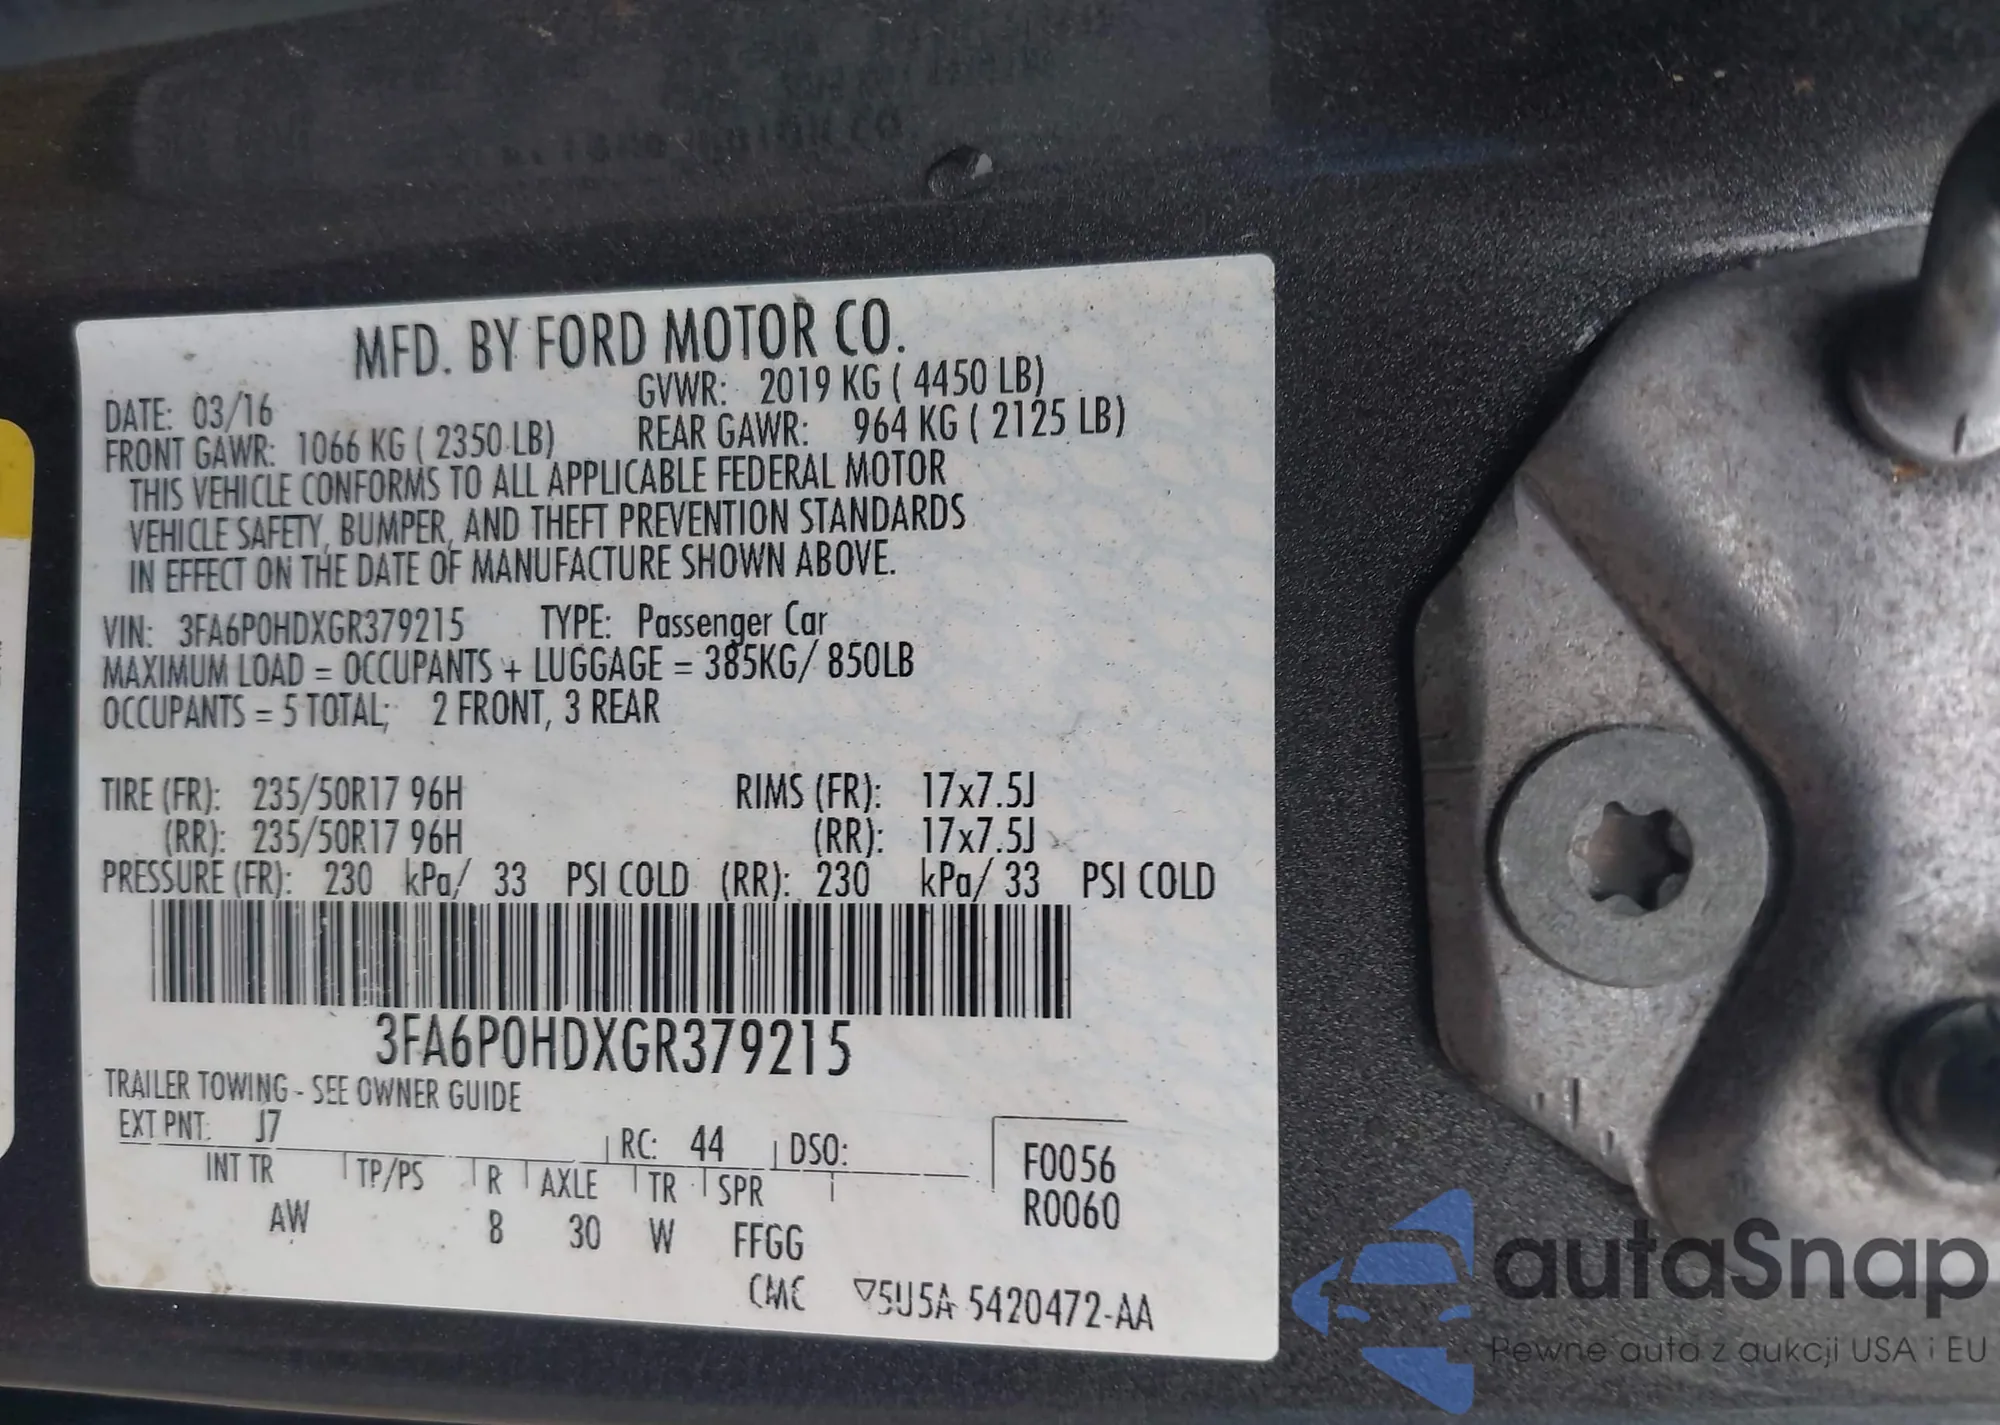 MFD. BY FORD MOTOR CO.
DATE: 03/16 GVWR: 2019 KG ( 4450 LB)
FRONT GAWR: 1066 KG ( 2350 LB) REAR GAWR: 964 KG ( 2125 LB)
THIS VEHICLE CONFORMS TO ALL APPLICABLE FEDERAL MOTOR
VEHICLE SAFETY, BUMPER, AND THEFT PREVENTION STANDARDS
IN EFFECT ON THE DATE OF MANUFACTURE SHOWN ABOVE.
VIN: 3FA6P0HDXGR379215 TYPE: Passenger Car
MAXIMUM LOAD = OCCUPANTS + LUGGAGE = 385KG/ 850LB
OCCUPANTS = 5 TOTAL; 2 FRONT, 3 REAR
TIRE (FR): 235/50R17 96H RIMS (FR): 17x7.5J
(RR): 235/50R17 96H (RR): 17x7.5J
PRESSURE (FR): 230 kPa/ 33 PSI COLD (RR): 230 kPa/ 33 PSI COLD
3FA6P0HDXGR379215
TRAILER TOWING - SEE OWNER GUIDE
EXT PNT: J7 RC: 44 DSO: F0056
INT TR TP/PS R AXLE TR SPR R0060
AW 8 30 W FFGG
CMC ▽5U5A 5420472-AA
autaSnap
Pewne auta z aukcji USA i EU